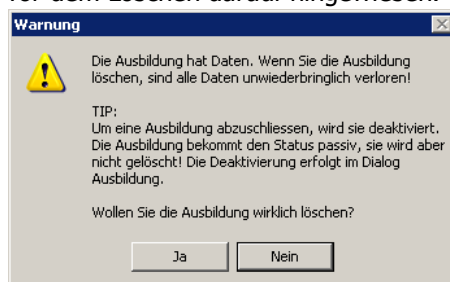 Warnung
Die Ausbildung hat Daten. Wenn Sie die Ausbildung
löschen, sind alle Daten unwiederbringlich verloren!
TIP:
Um eine Ausbildung abzuschliessen, wird sie deaktiviert.
Die Ausbildung bekommt den Status passiv, sie wird aber
nicht gelöscht! Die Deaktivierung erfolgt im Dialog
Ausbildung.
Wollen Sie die Ausbildung wirklich löschen?
Ja
Nein